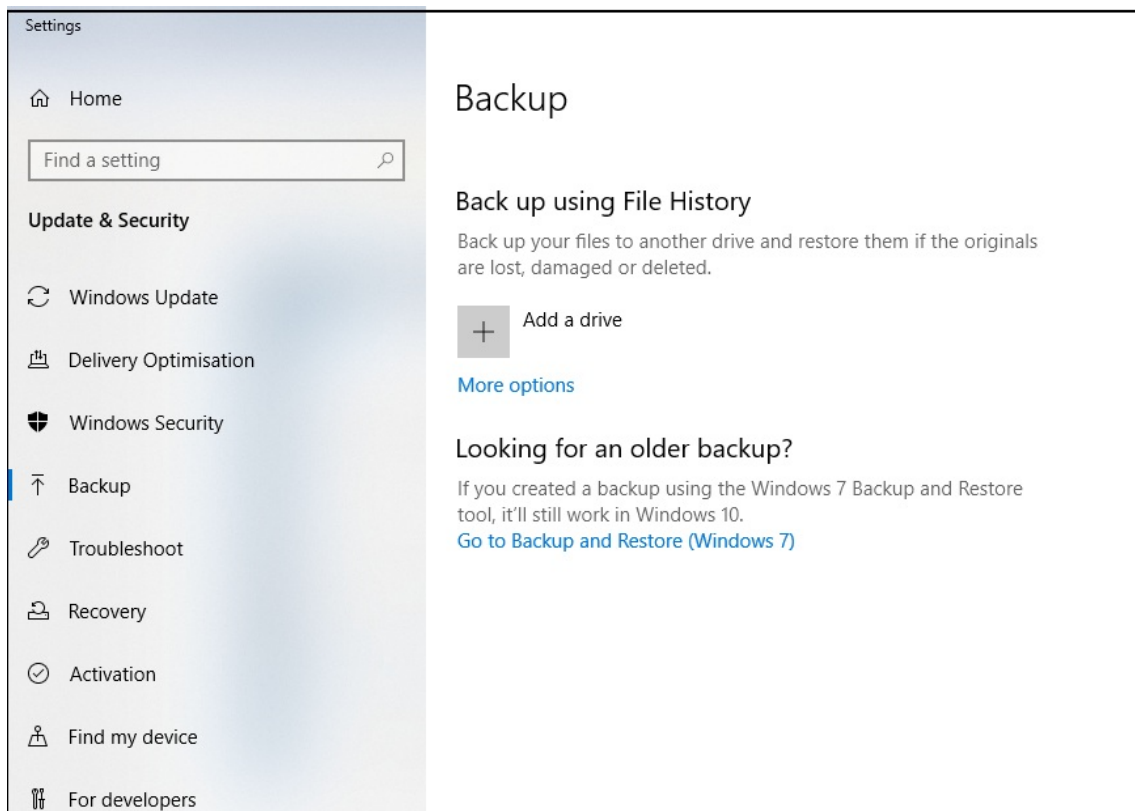 Settings
Home
Find a setting
Update & Security
Windows Update
Delivery Optimisation
Windows Security
Backup
Troubleshoot
Recovery
Activation
Find my device
For developers
Backup
Back up using File History
Back up your files to another drive and restore them if the originals
are lost, damaged or deleted.
Add a drive
More options
Looking for an older backup?
If you created a backup using the Windows 7 Backup and Restore
tool, it'll still work in Windows 10.
Go to Backup and Restore (Windows 7)